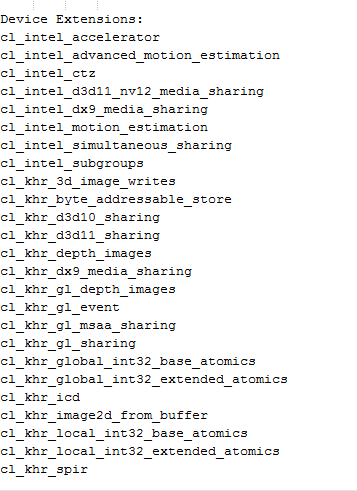 Device Extensions:
cl_intel_accelerator
cl_intel_advanced_motion_estimation
cl_intel_ctz
cl_intel_d3d11_nv12_media_sharing
cl_intel_dx9_media_sharing
cl_intel_motion_estimation
cl_intel_simultaneous_sharing
cl_intel_subgroups
cl_khr_3d_image_writes
cl_khr_byte_addressable_store
cl_khr_d3d10_sharing
cl_khr_d3d11_sharing
cl_khr_depth_images
cl_khr_dx9_media_sharing
cl_khr_gl_depth_images
cl_khr_gl_event
cl_khr_gl_msaa_sharing
cl_khr_gl_sharing
cl_khr_global_int32_base_atomics
cl_khr_global_int32_extended_atomics
cl_khr_icd
cl_khr_image2d_from_buffer
cl_khr_local_int32_base_atomics
cl_khr_local_int32_extended_atomics
cl_khr_spir